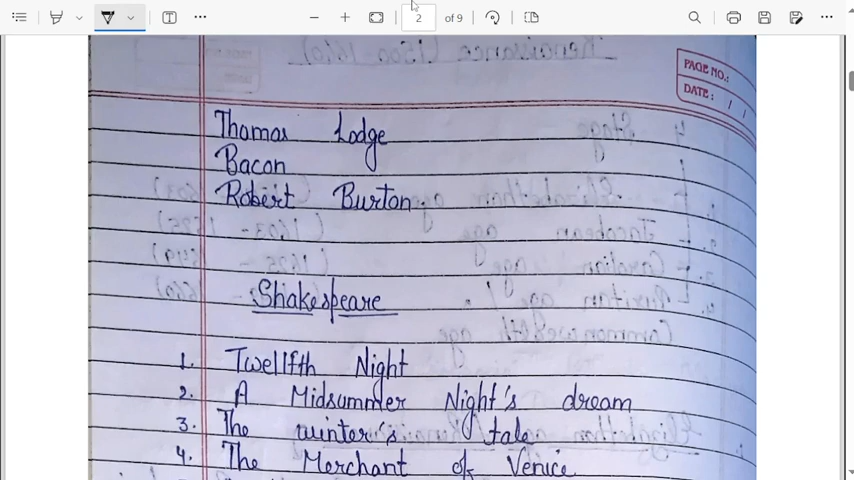 2 of 9
PAGE NO.:
DATE: / /
Thomas Lodge
Bacon
Robert Burton
Shakespeare
1. Twelfth Night
2. A Midsummer Night's dream
3. The winter's tale
4. The Merchant of Venice